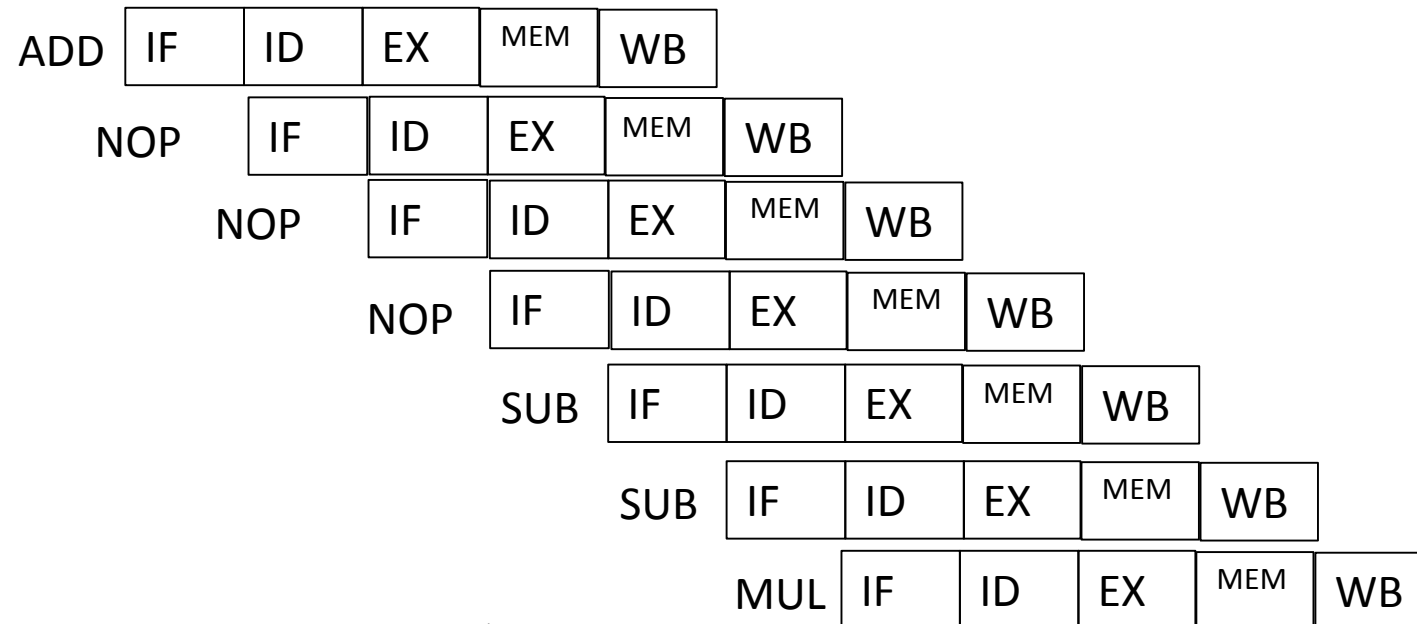 ADD IF ID EX MEM WB
NOP IF ID EX MEM WB
NOP IF ID EX MEM WB
NOP IF ID EX MEM WB
SUB IF ID EX MEM WB
SUB IF ID EX MEM WB
MUL IF ID EX MEM WB